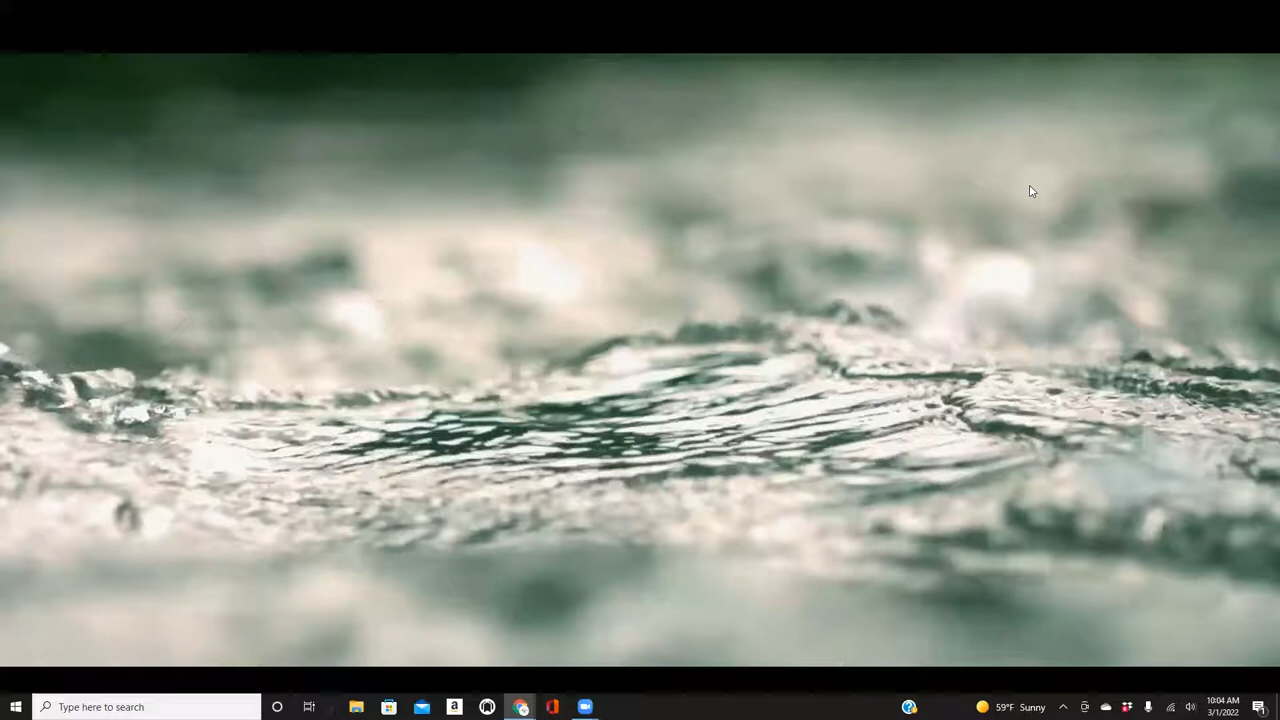 Type here to search
a
59°F Sunny
10:04 AM
3/1/2022